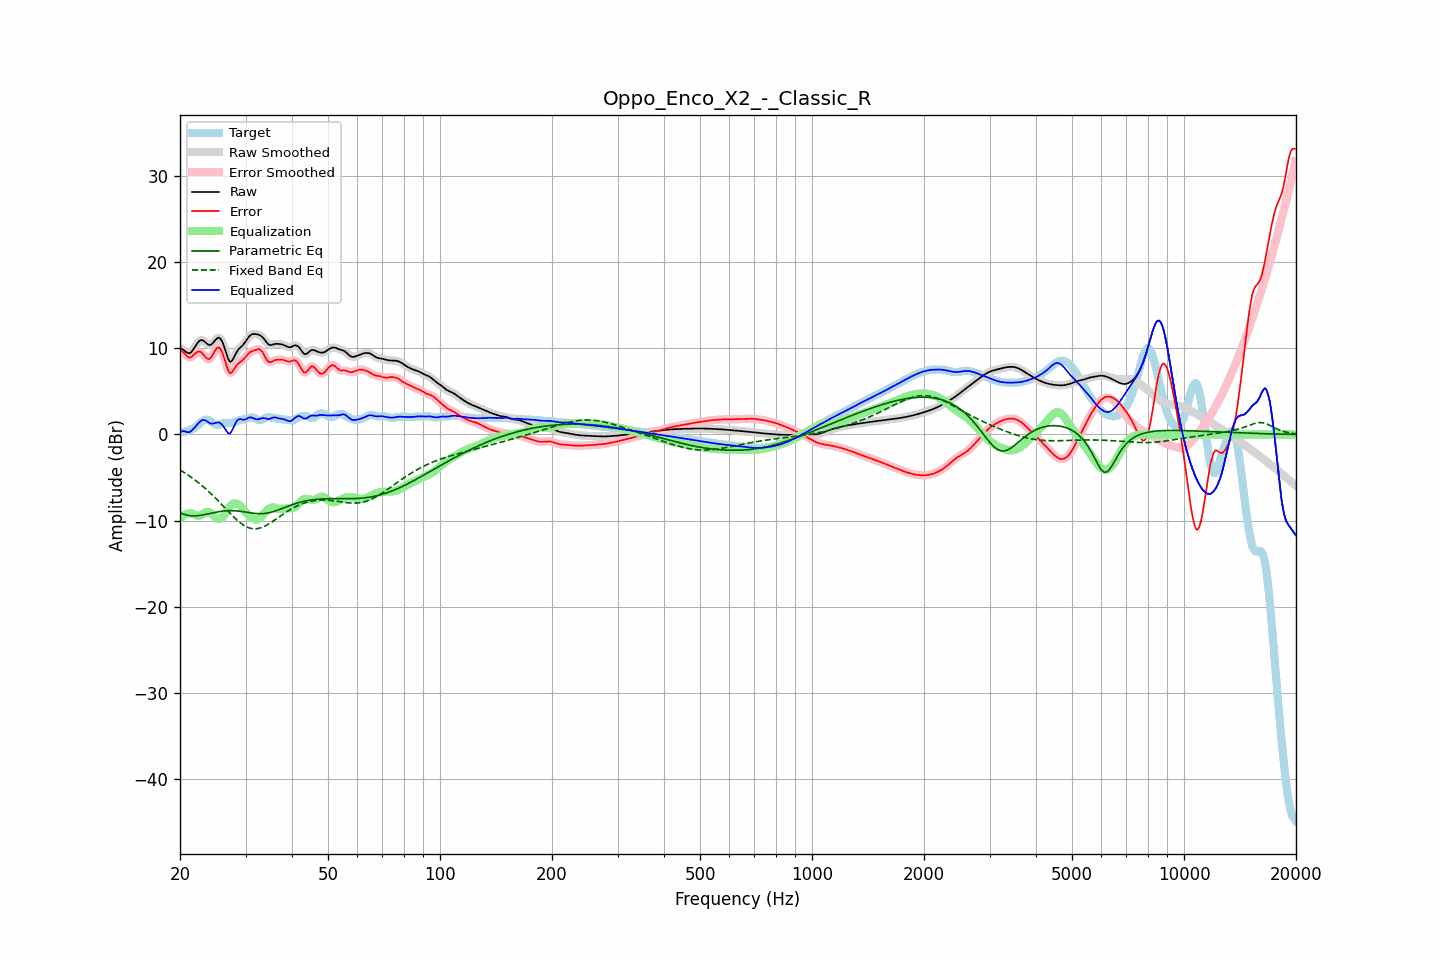 Oppo_Enco_X2_-_Classic_R
Target
Raw Smoothed
Error Smoothed
Raw
Error
Equalization
Parametric Eq
Fixed Band Eq
Equalized
30
20
10
0
−10
−20
−30
−40
Amplitude (dBr)
20 50 100 200 500 1000 2000 5000 10000 20000
Frequency (Hz)